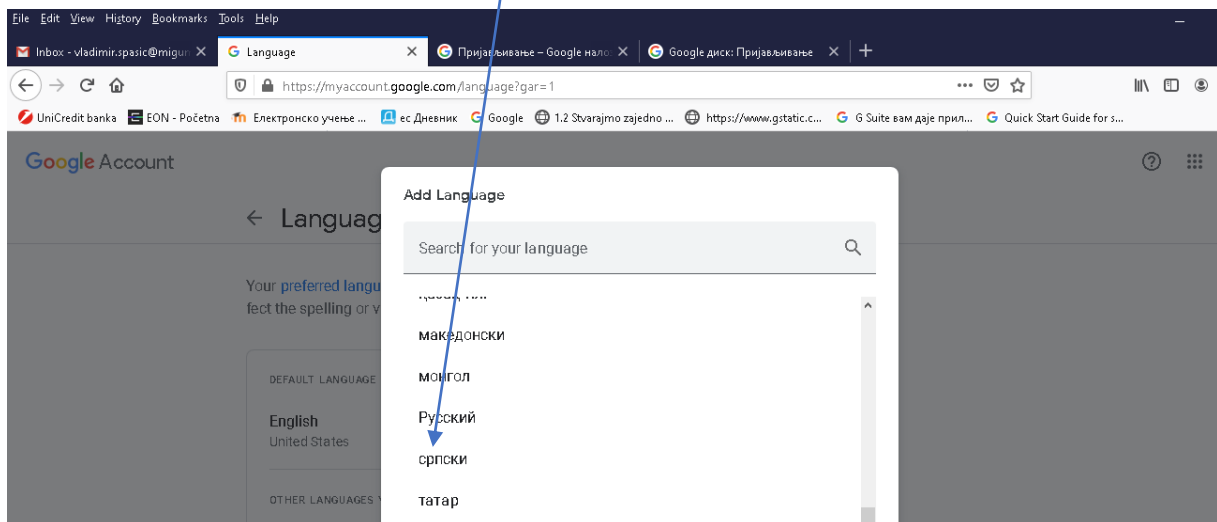 File Edit View History Bookmarks Tools Help
Inbox - vladimir.spasic@migun Language Пријављивање – Google нало: Google диск: Пријављивање
https://myaccount.google.com/language?gar=1
UniCredit banka EON - Početna Електронско учење ... ес Дневник Google 1.2 Stvarajmo zajedno ... https://www.gstatic.c... G Suite вам даје прил... Quick Start Guide for s...
Google Account
Add Language
← Languag
Search for your language
Your preferred langu
fect the spelling or v
македонски
DEFAULT LANGUAGE
монгол
English
Русский
United States
српски
OTHER LANGUAGES
татар